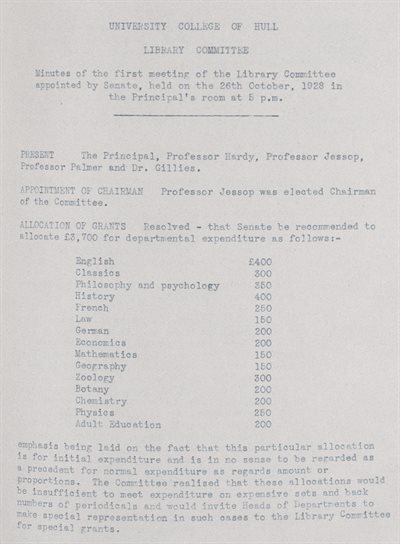 UNIVERSITY COLLEGE OF HULL
LIBRARY COMMITTEE
Minutes of the first meeting of the Library Committee
appointed by Senate, held on the 26th October, 1928 in
the Principal's room at 5 p.m.
PRESENT The Principal, Professor Hardy, Professor Jessop,
Professor Palmer and Dr. Gillies.
APPOINTMENT OF CHAIRMAN Professor Jessop was elected Chairman
of the Committee.
ALLOCATION OF GRANTS Resolved - that Senate be recommended to
allocate £3,700 for departmental expenditure as follows:-
English £400
Classics 300
Philosophy and psychology 350
History 400
French 250
Law 150
German 200
Economics 200
Mathematics 150
Geography 150
Zoology 300
Botany 200
Chemistry 200
Physics 250
Adult Education 200
emphasis being laid on the fact that this particular allocation
is for initial expenditure and is in no sense to be regarded as
a precedent for normal expenditure as regards amount or
proportions. The Committee realised that these allocations would
be insufficient to meet expenditure on expensive sets and back
numbers of periodicals and would invite Heads of Departments to
make special representation in such cases to the Library Committee
for special grants.